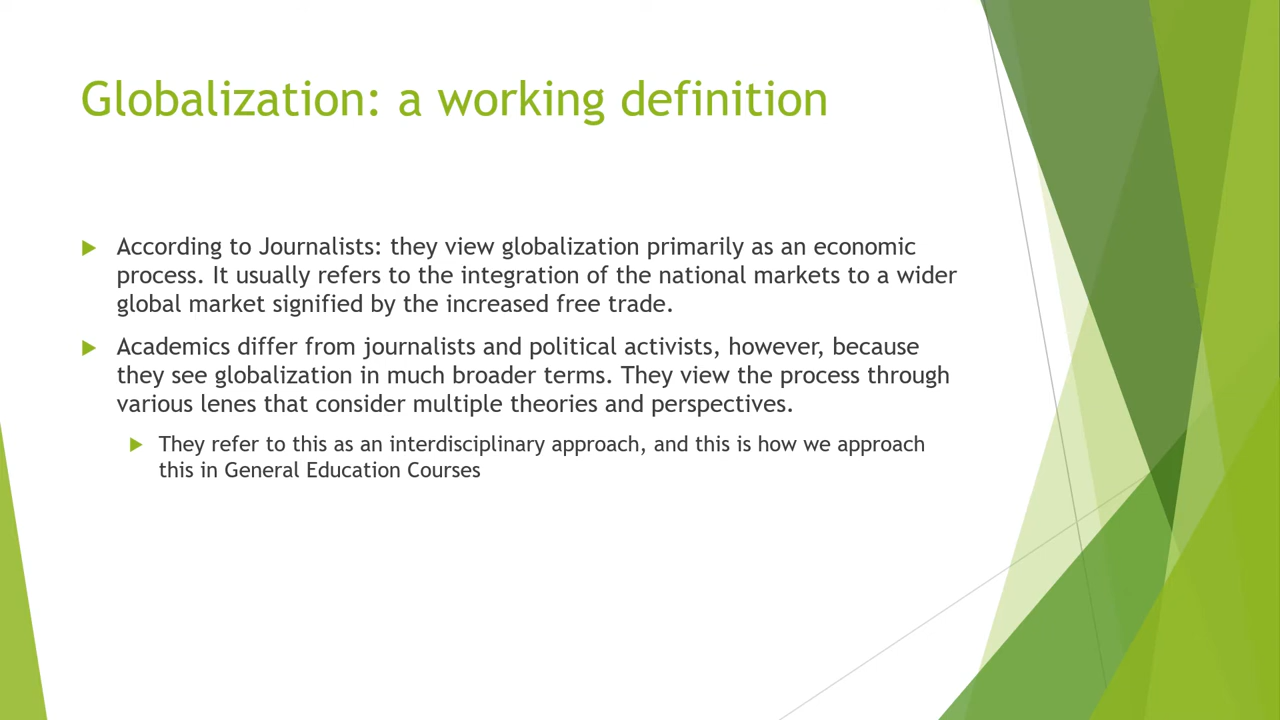 Globalization: a working definition
According to Journalists: they view globalization primarily as an economic
process. It usually refers to the integration of the national markets to a wider
global market signified by the increased free trade.
Academics differ from journalists and political activists, however, because
they see globalization in much broader terms. They view the process through
various lenes that consider multiple theories and perspectives.
They refer to this as an interdisciplinary approach, and this is how we approach
this in General Education Courses